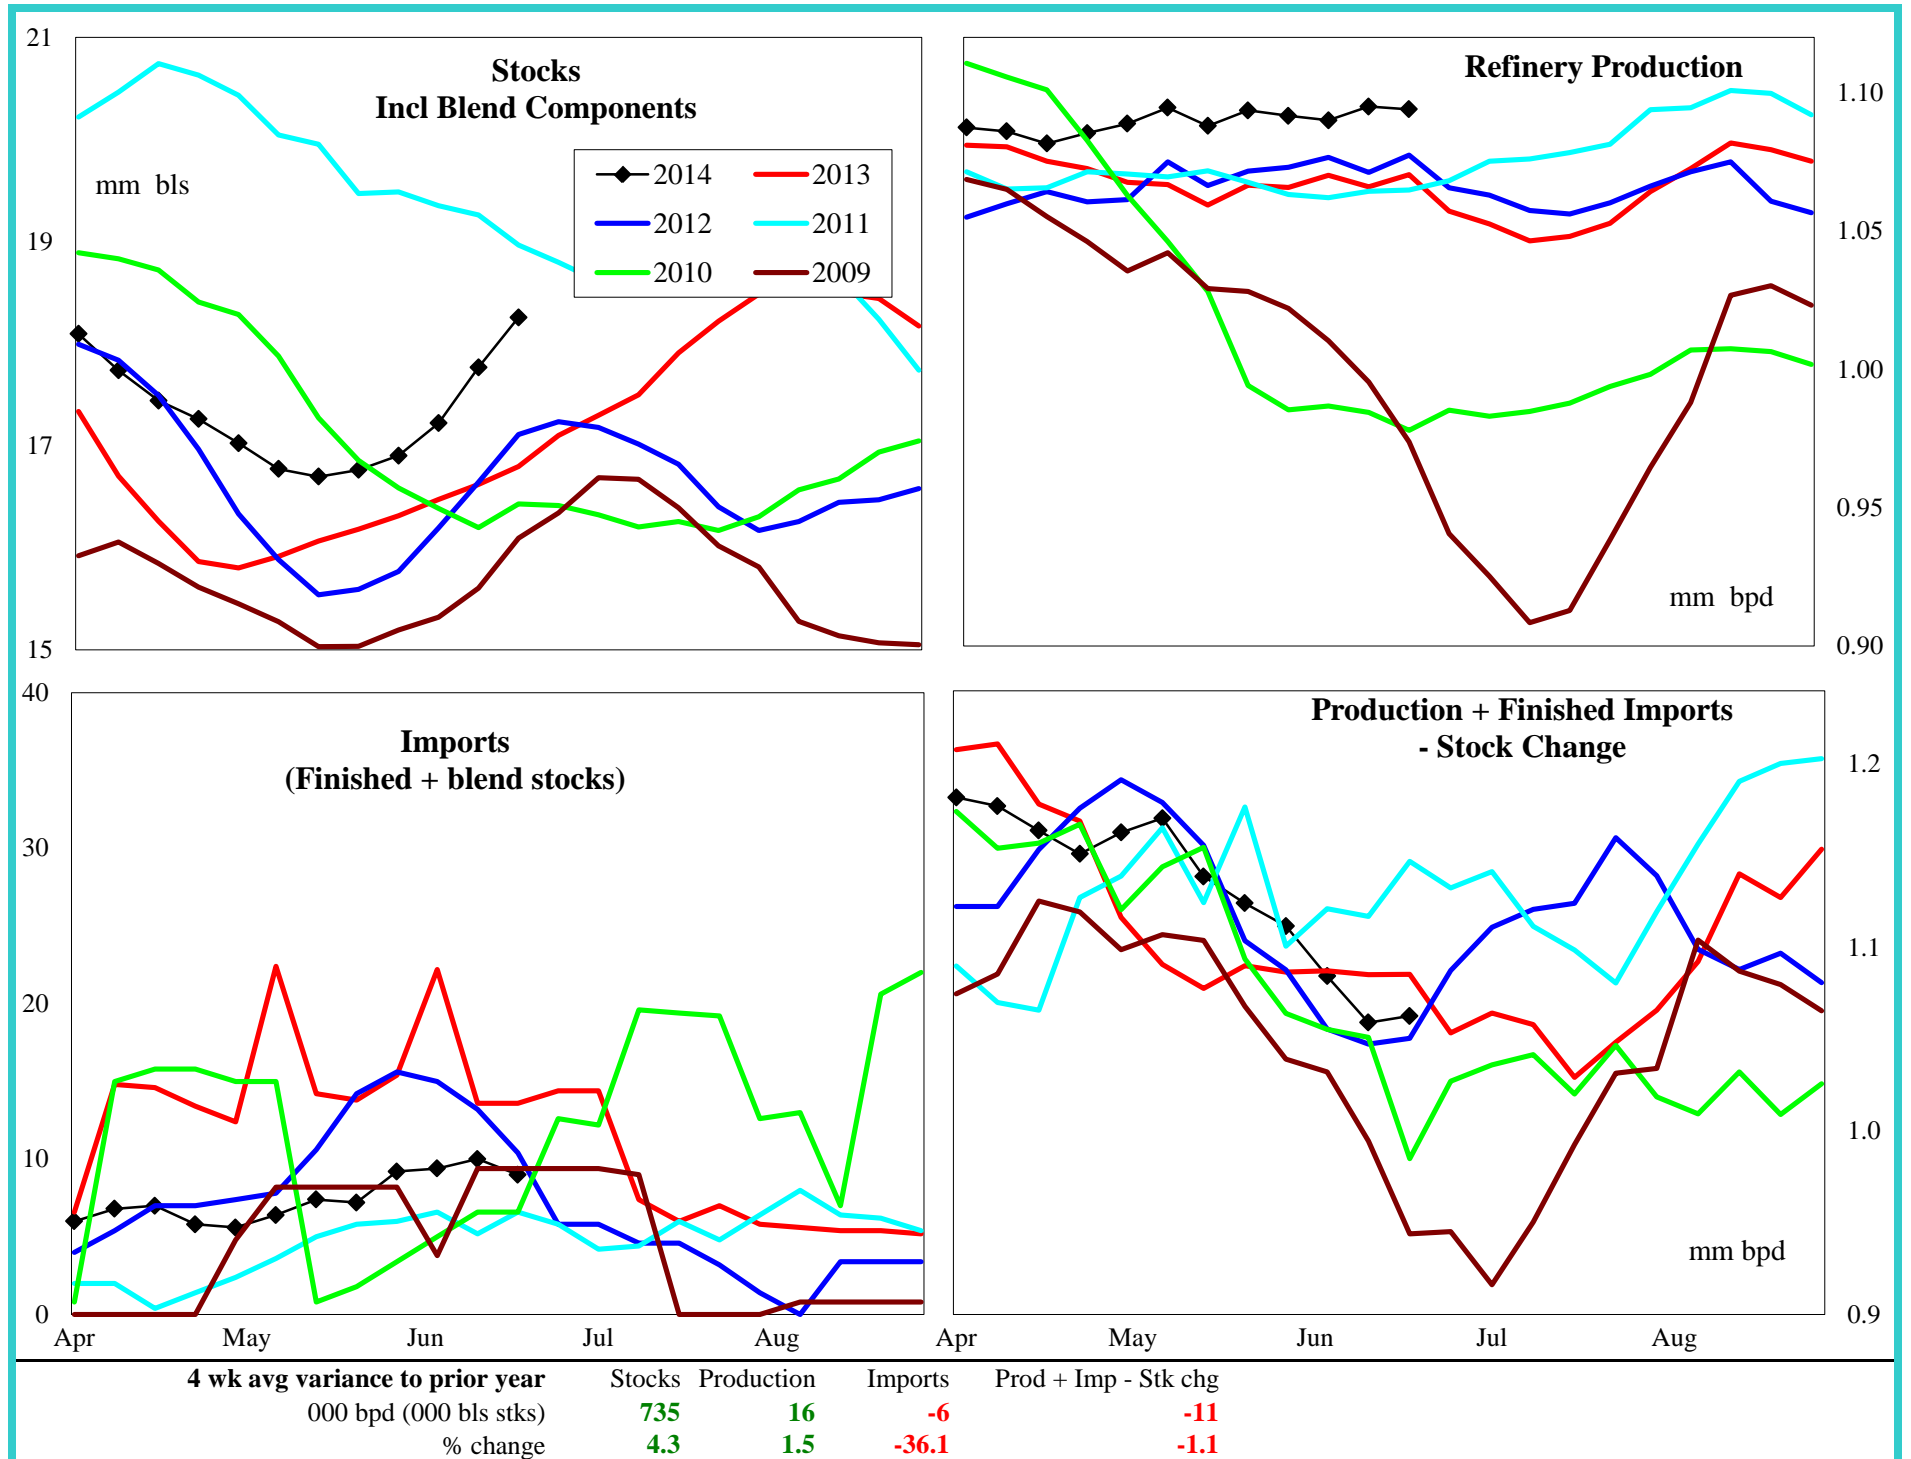 Stocks
Incl Blend Components
mm bls
21
19
17
15
2014
2013
2012
2011
2010
2009
Refinery Production
1.10
1.05
1.00
0.95
0.90
mm bpd
Imports
(Finished + blend stocks)
40
30
20
10
0
Apr May Jun Jul Aug
Production + Finished Imports
- Stock Change
1.2
1.1
1.0
0.9
mm bpd
Apr May Jun Jul Aug
4 wk avg variance to prior year Stocks Production Imports Prod + Imp - Stk chg
000 bpd (000 bls stks) 735 16 -6 -11
% change 4.3 1.5 -36.1 -1.1